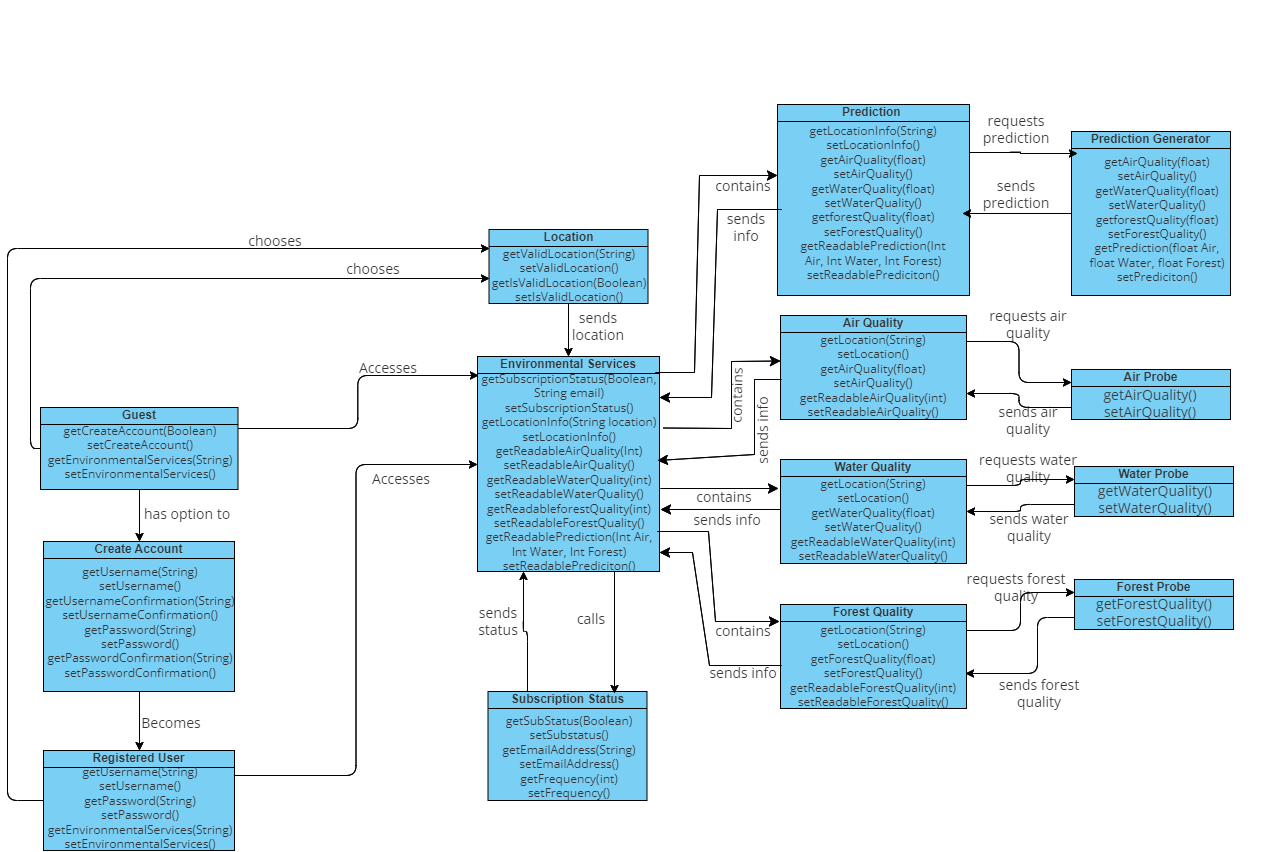 Prediction
getLocationInfo(String)
setLocationInfo()
getAirQuality(float)
setAirQuality()
getWaterQuality(float)
setWaterQuality()
getforestQuality(float)
setForestQuality()
getReadablePrediction(Int
Air, Int Water, Int Forest)
setReadablePrediciton()
requests
prediction
sends
prediction
Prediction Generator
getAirQuality(float)
setAirQuality()
getWaterQuality(float)
setWaterQuality()
getforestQuality(float)
setForestQuality()
getPrediction(float Air,
float Water, float Forest)
setPrediciton()
contains
sends
info
chooses
chooses
Location
getValidLocation(String)
setValidLocation()
getIsValidLocation(Boolean)
setIsValidLocation()
sends
location
Air Quality
getLocation(String)
setLocation()
getAirQuality(float)
setAirQuality()
getReadableAirQuality(int)
setReadableAirQuality()
requests air
quality
sends air
quality
Air Probe
getAirQuality()
setAirQuality()
Accesses
Environmental Services
getSubscriptionStatus(Boolean,
String email)
setSubscriptionStatus()
getLocationInfo(String location)
setLocationInfo()
getReadableAirQuality(Int)
setReadableAirQuality()
getReadableWaterQuality(int)
setReadableWaterQuality()
getReadableforestQuality(int)
setReadableForestQuality()
getReadablePrediction(Int Air,
Int Water, Int Forest)
setReadablePrediciton()
contains
sends info
Guest
getCreateAccount(Boolean)
setCreateAccount()
getEnvironmentalServices(String)
setEnvironmentalServices()
Accesses
Water Quality
getLocation(String)
setLocation()
getWaterQuality(float)
setWaterQuality()
getReadableWaterQuality(int)
setReadableWaterQuality()
requests water
quality
sends water
quality
Water Probe
getWaterQuality()
setWaterQuality()
contains
sends info
has option to
Create Account
getUsername(String)
setUsername()
getUsernameConfirmation(String)
setUsernameConfirmation()
getPassword(String)
setPassword()
getPasswordConfirmation(String)
setPasswordConfirmation()
sends
status
calls
contains
sends info
Forest Quality
getLocation(String)
setLocation()
getForestQuality(float)
setForestQuality()
getReadableForestQuality(int)
setReadableForestQuality()
requests forest
quality
sends forest
quality
Forest Probe
getForestQuality()
setForestQuality()
Becomes
Subscription Status
getSubStatus(Boolean)
setSubstatus()
getEmailAddress(String)
setEmailAddress()
getFrequency(int)
setFrequency()
Registered User
getUsername(String)
setUsername()
getPassword(String)
setPassword()
getEnvironmentalServices(String)
setEnvironmentalServices()